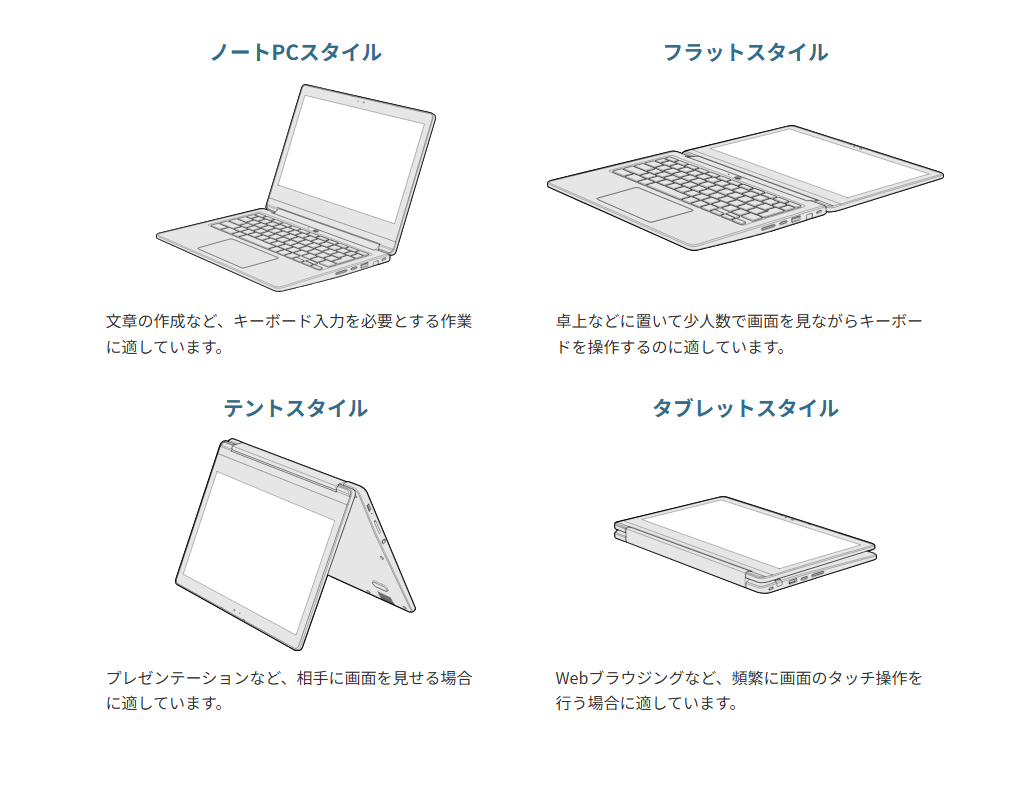 ノートPCスタイル
文章の作成など、キーボード入力を必要とする作業
に適しています。
フラットスタイル
卓上などに置いて少人数で画面を見ながらキーボー
ドを操作するのに適しています。
テントスタイル
プレゼンテーションなど、相手に画面を見せる場合
に適しています。
タブレットスタイル
Webブラウジングなど、頻繁に画面のタッチ操作を
行う場合に適しています。